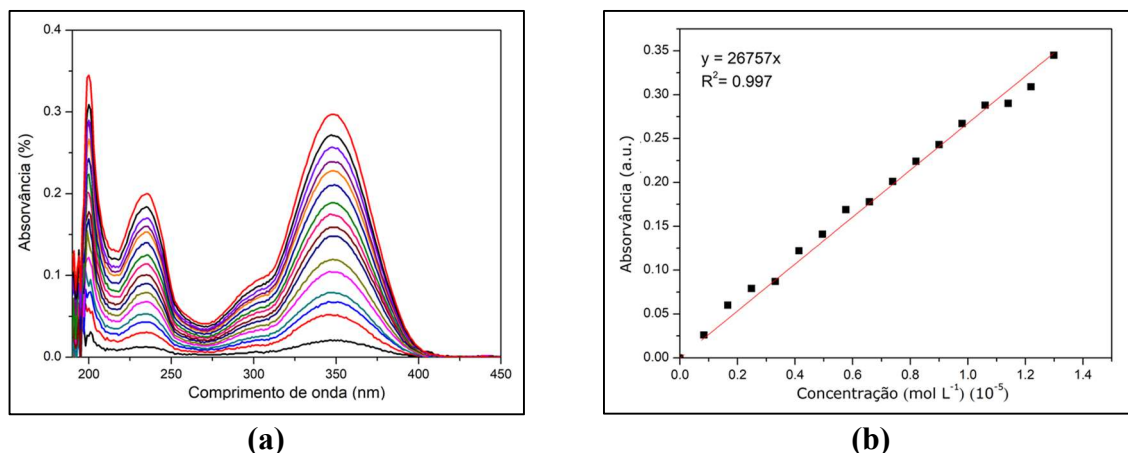 0.4
0.3
0.2
0.1
0.0
Absorvância (%)
200 250 300 350 400 450
Comprimento de onda (nm)
(a)
y = 26757x
R²= 0.997
0.35
0.30
0.25
0.20
0.15
0.10
0.05
0.00
Absorvância (a.u.)
0.0 0.2 0.4 0.6 0.8 1.0 1.2 1.4
Concentração (mol L⁻¹) (10⁻⁵)
(b)